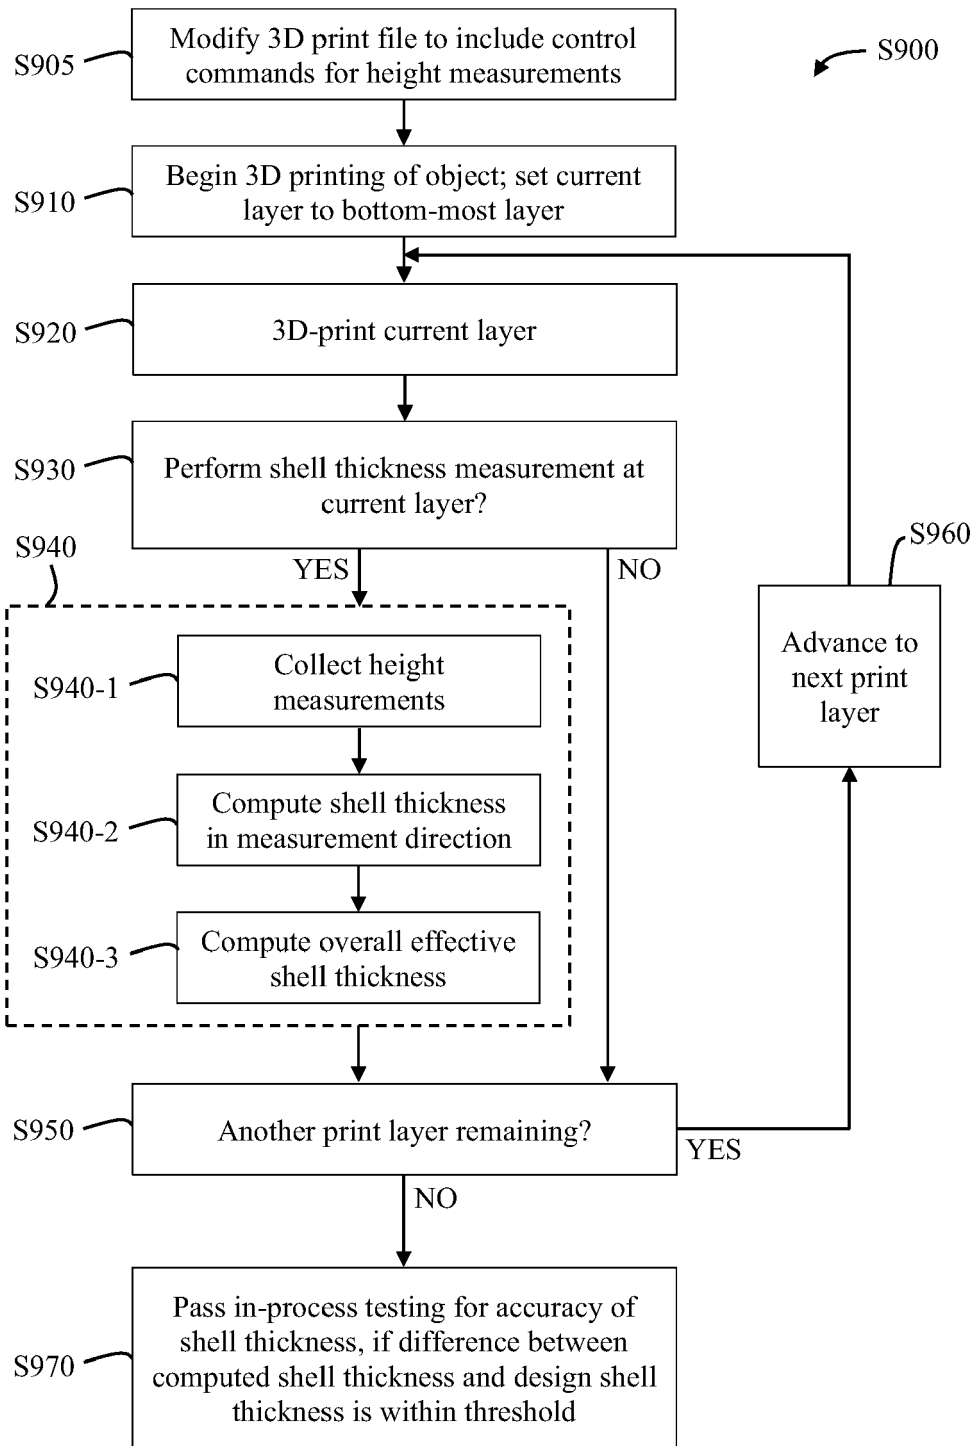 Modify 3D print file to include control
commands for height measurements
S905
S900
Begin 3D printing of object; set current
layer to bottom-most layer
S910
3D-print current layer
S920
Perform shell thickness measurement at
current layer?
S930
S940
YES
NO
S960
Collect height
measurements
S940-1
Advance to
next print
layer
Compute shell thickness
in measurement direction
S940-2
Compute overall effective
shell thickness
S940-3
Another print layer remaining?
S950
YES
NO
Pass in-process testing for accuracy of
shell thickness, if difference between
computed shell thickness and design shell
thickness is within threshold
S970